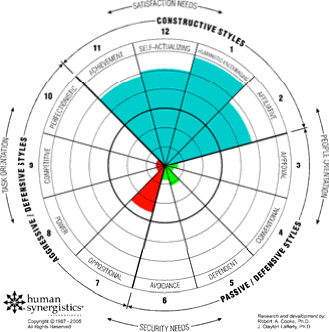 SATISFACTION NEEDS
CONSTRUCTIVE STYLES
12
SELF-ACTUALIZING
11
ACHIEVEMENT
1
HUMANISTIC-ENCOURAGING
10
PERFECTIONISTIC
2
AFFILIATIVE
TASK ORIENTATION
PEOPLE ORIENTATION
9
COMPETITIVE
3
APPROVAL
AGGRESSIVE / DEFENSIVE STYLES
8
POWER
4
CONVENTIONAL
PASSIVE / DEFENSIVE STYLES
7
OPPOSITIONAL
5
DEPENDENT
AVOIDANCE
6
SECURITY NEEDS
human
synergistics
Copyright © 1987 - 2005
All Rights Reserved
Research and development by:
Robert A. Cooke, Ph.D.
J. Clayton Lafferty, Ph.D.